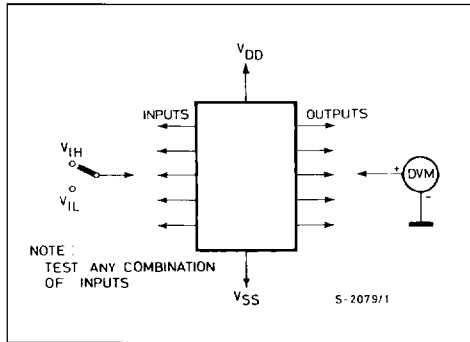 VDD
INPUTS
OUTPUTS
VIH
VIL
+
DVM
-
NOTE :
TEST ANY COMBINATION
OF INPUTS
VSS
S-2079/1